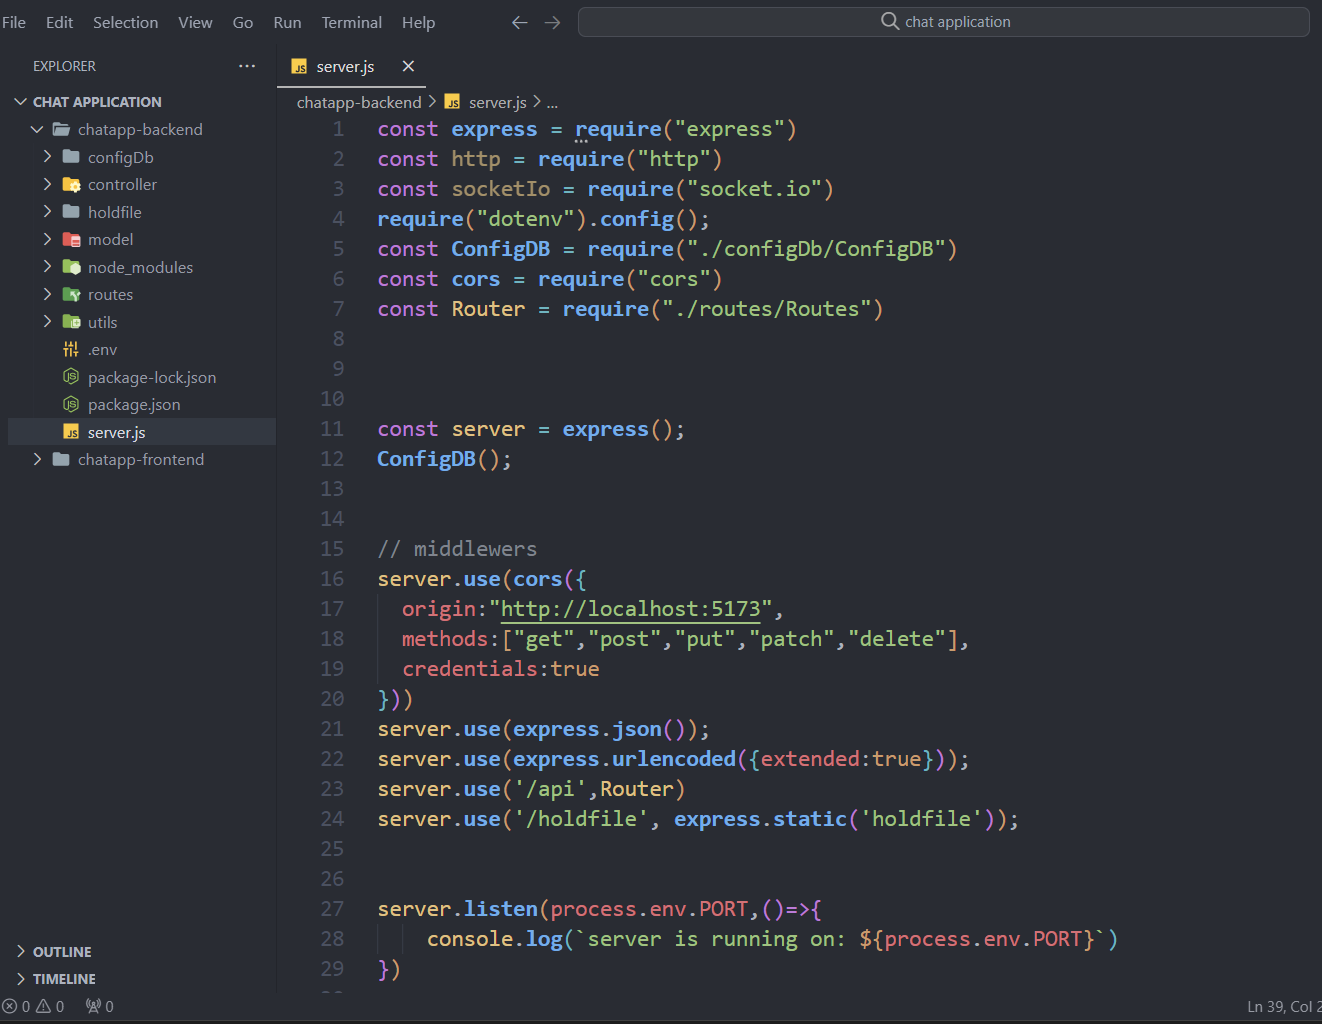 File Edit Selection View Go Run Terminal Help
chat application
EXPLORER
server.js
CHAT APPLICATION
chatapp-backend
configDb
controller
holdfile
model
node_modules
routes
utils
.env
package-lock.json
package.json
server.js
chatapp-frontend
OUTLINE
TIMELINE
chatapp-backend > server.js > ...
1 const express = require("express")
2 const http = require("http")
3 const socketIo = require("socket.io")
4 require("dotenv").config();
5 const ConfigDB = require("./configDb/ConfigDB")
6 const cors = require("cors")
7 const Router = require("./routes/Routes")
8
9
10
11 const server = express();
12 ConfigDB();
13
14
15 // middlewers
16 server.use(cors({
17 origin:"http://localhost:5173",
18 methods:["get","post","put","patch","delete"],
19 credentials:true
20 }))
21 server.use(express.json());
22 server.use(express.urlencoded({extended:true}));
23 server.use('/api',Router)
24 server.use('/holdfile', express.static('holdfile'));
25
26
27 server.listen(process.env.PORT,()=>{
28 console.log(`server is running on: ${process.env.PORT}`)
29 })
0 0 0
Ln 39, Col 2